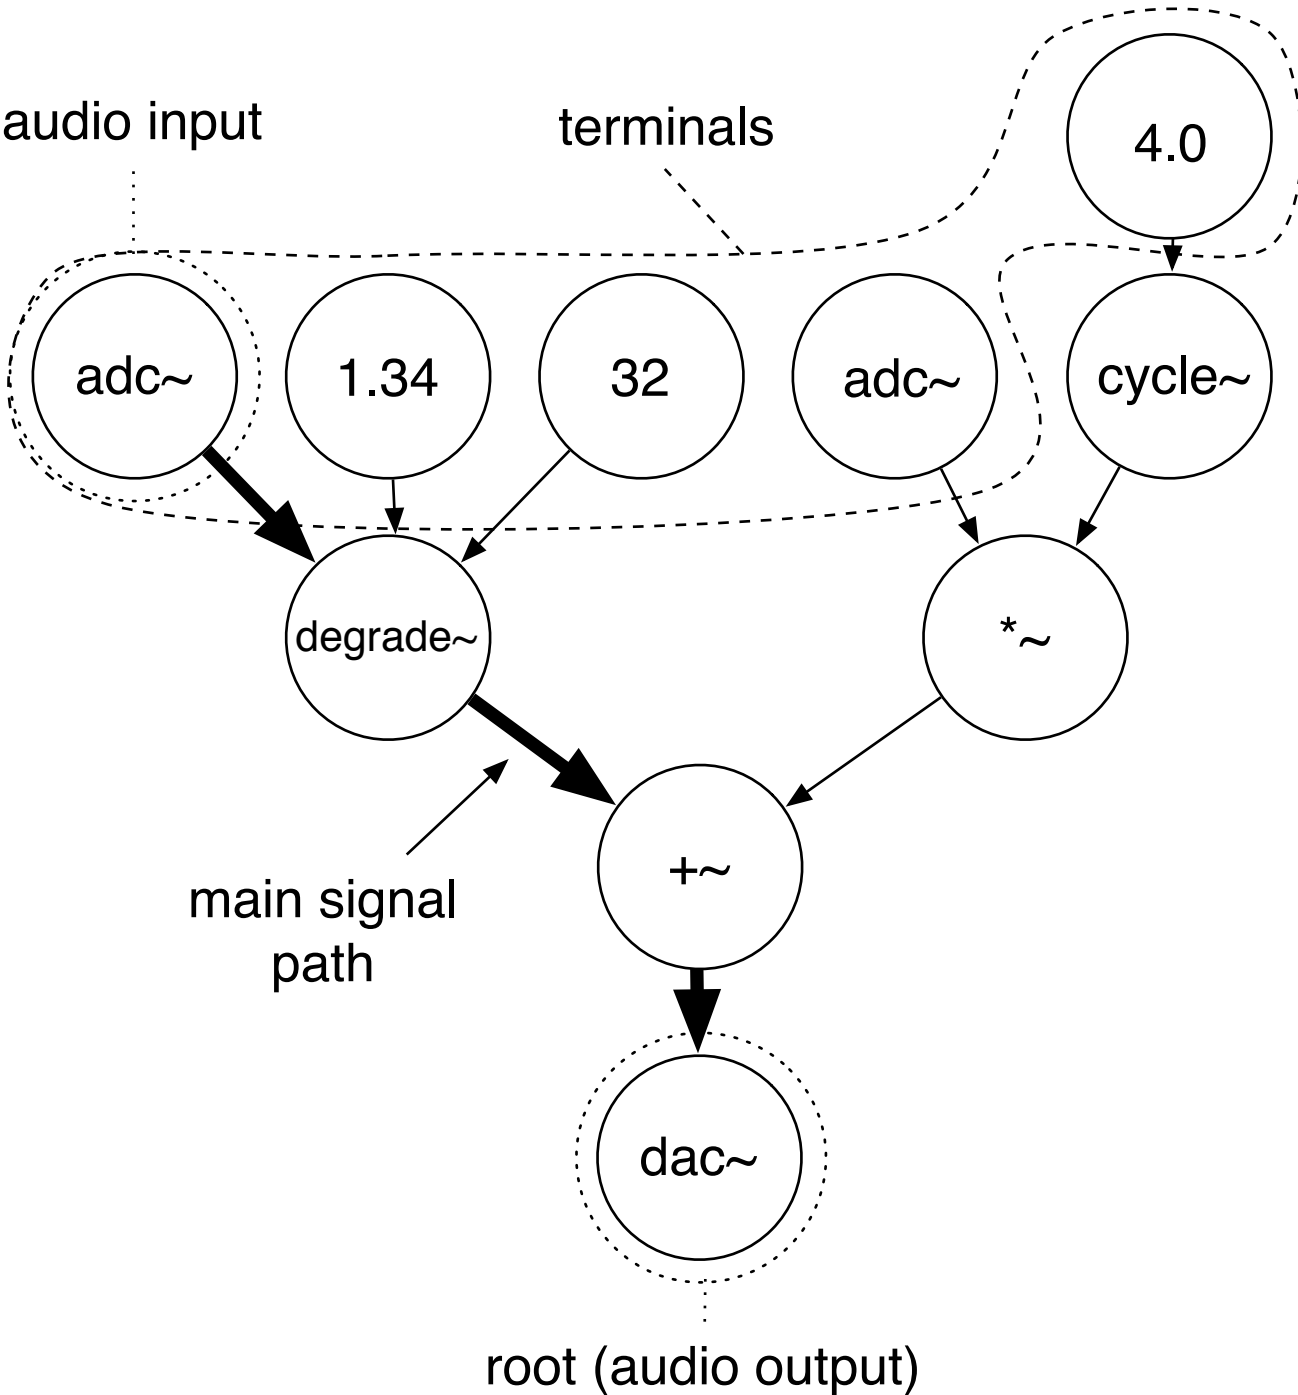 audio input
terminals
4.0
adc~
1.34
32
adc~
cycle~
degrade~
*~
main signal
path
+~
dac~
root (audio output)